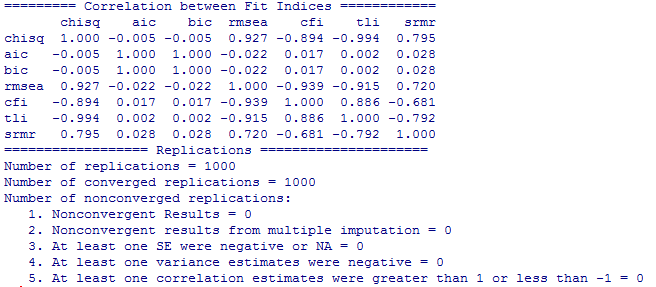 ========= Correlation between Fit Indices ============
chisq aic bic rmsea cfi tli srmr
chisq 1.000 -0.005 -0.005 0.927 -0.894 -0.994 0.795
aic -0.005 1.000 1.000 -0.022 0.017 0.002 0.028
bic -0.005 1.000 1.000 -0.022 0.017 0.002 0.028
rmsea 0.927 -0.022 -0.022 1.000 -0.939 -0.915 0.720
cfi -0.894 0.017 0.017 -0.939 1.000 0.886 -0.681
tli -0.994 0.002 0.002 -0.915 0.886 1.000 -0.792
srmr 0.795 0.028 0.028 0.720 -0.681 -0.792 1.000
================== Replications =====================
Number of replications = 1000
Number of converged replications = 1000
Number of nonconverged replications:
1. Nonconvergent Results = 0
2. Nonconvergent results from multiple imputation = 0
3. At least one SE were negative or NA = 0
4. At least one variance estimates were negative = 0
5. At least one correlation estimates were greater than 1 or less than -1 = 0